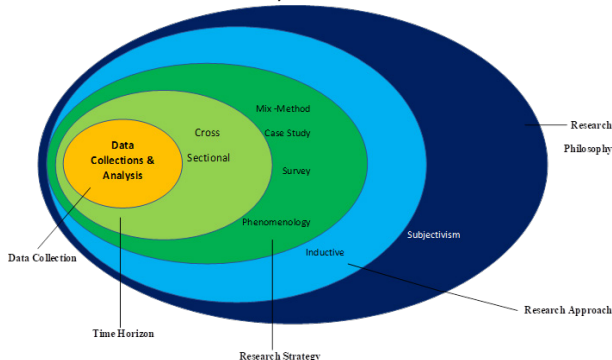 Mix -Method
Cross
Case Study
Sectional
Data
Collections &
Analysis
Survey
Phenomenology
Subjectivism
Inductive
Research
Philosophy
Data Collection
Research Approach
Time Horizon
Research Strategy